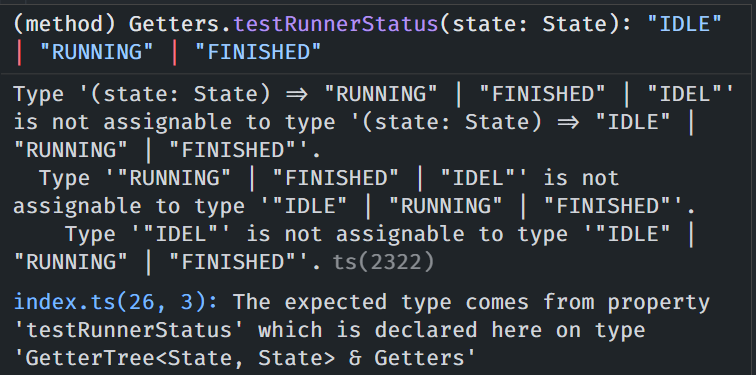 (method) Getters.testRunnerStatus(state: State): "IDLE"
| "RUNNING" | "FINISHED"
Type '(state: State) => "RUNNING" | "FINISHED" | "IDEL"'
is not assignable to type '(state: State) => "IDLE" |
"RUNNING" | "FINISHED"'.
Type '"RUNNING" | "FINISHED" | "IDEL"' is not
assignable to type '"IDLE" | "RUNNING" | "FINISHED"'.
Type '"IDEL"' is not assignable to type '"IDLE" |
"RUNNING" | "FINISHED"'. ts(2322)
index.ts(26, 3): The expected type comes from property
'testRunnerStatus' which is declared here on type
'GetterTree<State, State> & Getters'